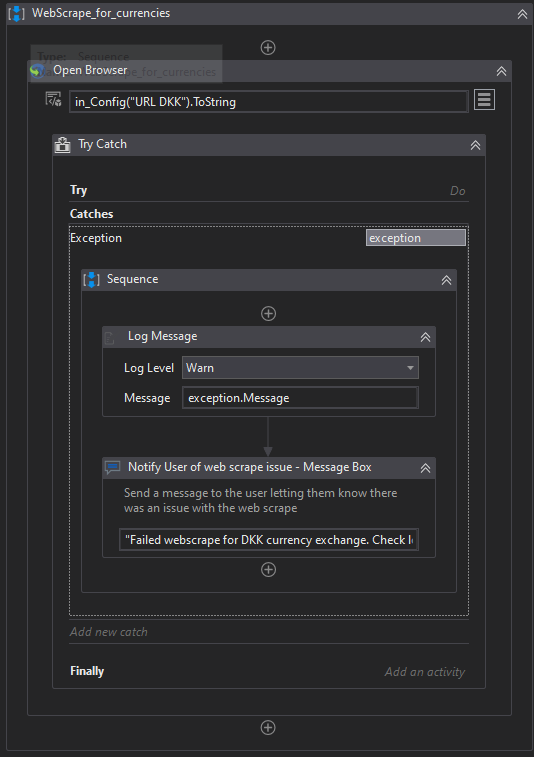 WebScrape_for_currencies
Type: Sequence
Open Browser
in_Config("URL DKK").ToString
Try Catch
Try
Do
Catches
Exception
exception
Sequence
Log Message
Log Level
Warn
Message
exception.Message
Notify User of web scrape issue - Message Box
Send a message to the user letting them know there
was an issue with the web scrape
"Failed webscrape for DKK currency exchange. Check
Add new catch
Finally
Add an activity